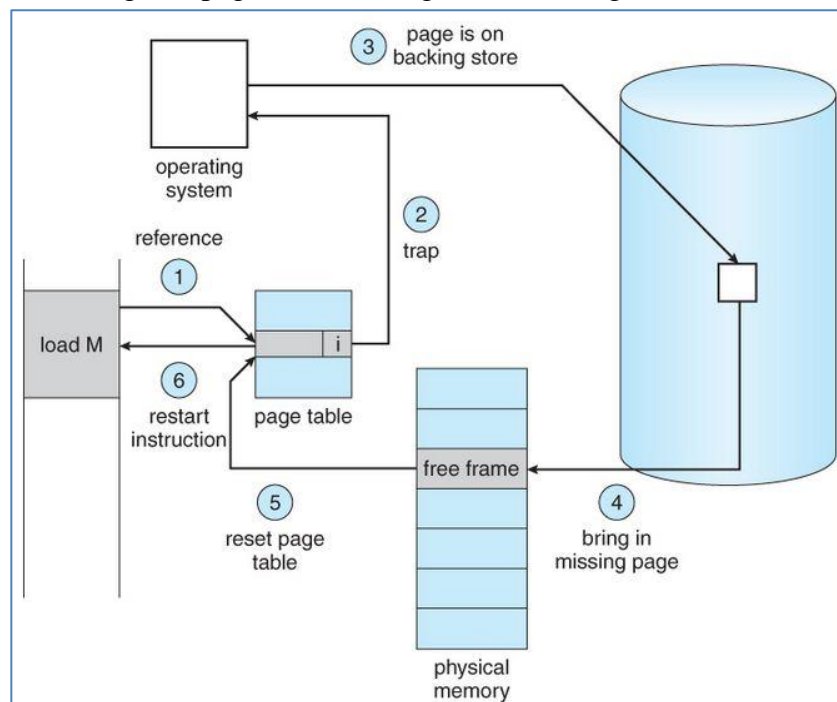 3
page is on
backing store
operating
system
reference
1
2
trap
load M
i
6
restart
instruction
page table
free frame
5
reset page
table
4
bring in
missing page
physical
memory